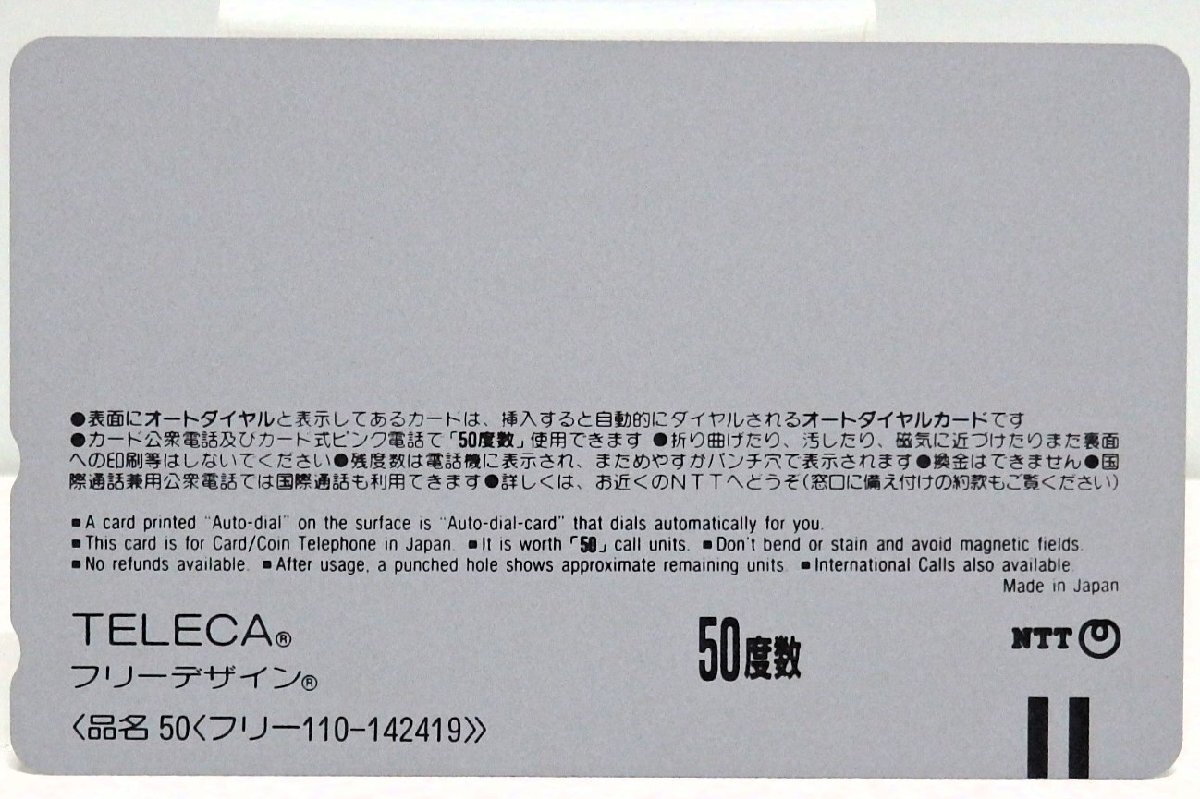 ●表面にオートダイヤルと表示してあるカートは、挿入すると自動的にダイヤルされるオートダイヤルカードです
●カード公衆電話及びカード式ピンク電話で「50度数」使用できます ●折り曲げたり、汚したり、磁気に近づけたりまた裏面
への印刷等はしないでください●残度数は電話機に表示され、まためやすがパンチ穴で表示されます●換金はできません●国
際通話兼用公衆電話では国際通話も利用できます●詳しくは、お近くのNTTへどうぞ(窓口に備え付けの約款もご覧ください)
■A card printed "Auto-dial" on the surface is "Auto-dial-card" that dials automatically for you.
■This card is for Card/Coin Telephone in Japan. ■It is worth「50」call units. ■Don't bend or stain and avoid magnetic fields.
■No refunds available. ■After usage, a punched hole shows approximate remaining units. ■International Calls also available.
Made in Japan
TELECA®
フリーデザイン®
50度数
NTT
〈品名 50〈フリー110-142419〉〉